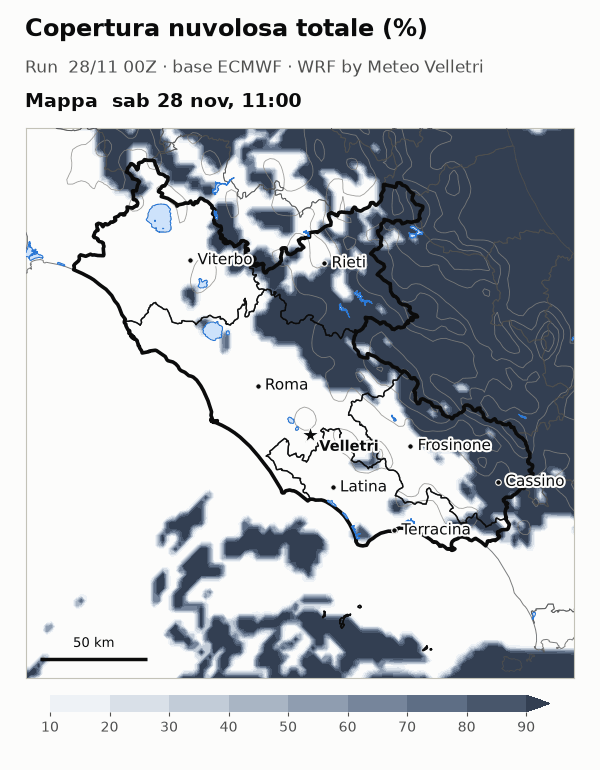 Copertura nuvolosa totale (%)
Run 28/11 00Z · base ECMWF · WRF by Meteo Velletri
Mappa sab 28 nov, 11:00
Viterbo
Rieti
Roma
Velletri
Frosinone
Cassino
Latina
Terracina
50 km
10 20 30 40 50 60 70 80 90